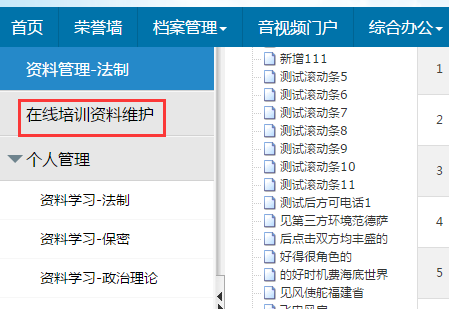 首页 荣誉墙 档案管理 音视频门户 综合办公
资料管理-法制
在线培训资料维护
个人管理
资料学习-法制
资料学习-保密
资料学习-政治理论
新增111
测试滚动条5
测试滚动条6
测试滚动条7
测试滚动条8
测试滚动条9
测试滚动条10
测试滚动条11
测试后方可电话1
见第三方环境范德萨
后点击双方均丰盛的
好得很角色的
的好时机费海底世界
见风使舵福建省
1
2
3
4
5